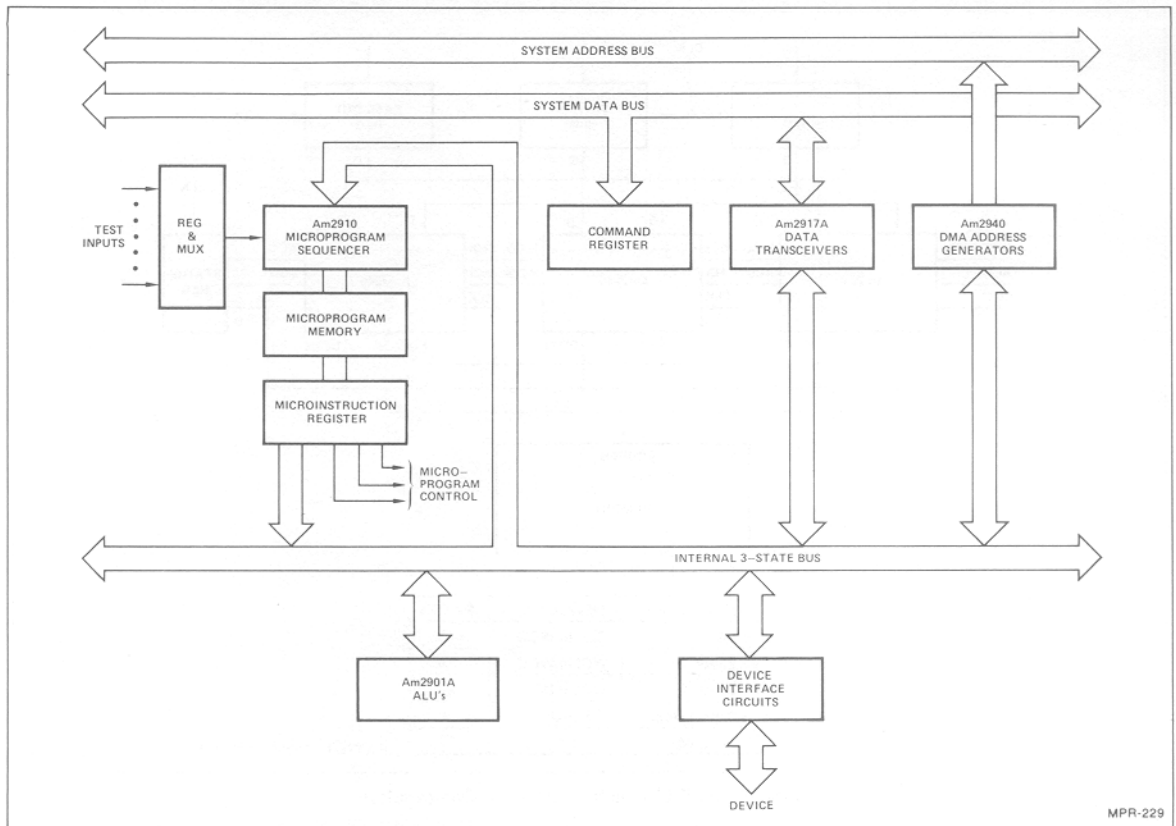 SYSTEM ADDRESS BUS
SYSTEM DATA BUS
TEST
INPUTS
REG
&
MUX
Am2910
MICROPROGRAM
SEQUENCER
COMMAND
REGISTER
Am2917A
DATA
TRANSCEIVERS
Am2940
DMA ADDRESS
GENERATORS
MICROPROGRAM
MEMORY
MICROINSTRUCTION
REGISTER
MICRO–
PROGRAM
CONTROL
INTERNAL 3–STATE BUS
Am2901A
ALU's
DEVICE
INTERFACE
CIRCUITS
DEVICE
MPR-229